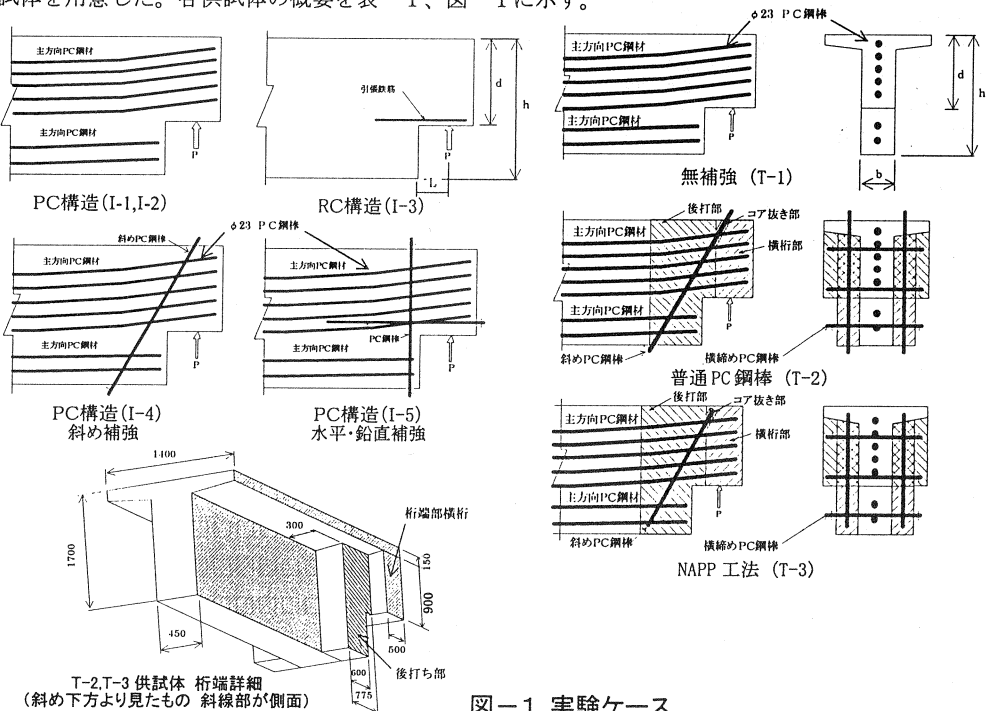 試体を用意した。各供試体の概要を表－1、図－1に示す。
主方向PC鋼材
主方向PC鋼材
P
PC構造(I-1,I-2)
引張鉄筋
d
h
P
L
RC構造(I-3)
φ23 PC鋼棒
主方向PC鋼材
主方向PC鋼材
P
d
h
b
無補強 (T-1)
斜めPC鋼棒
φ23 PC鋼棒
主方向PC鋼材
主方向PC鋼材
P
PC構造(I-4)
斜め補強
主方向PC鋼材
PC鋼棒
主方向PC鋼材
P
PC構造(I-5)
水平・鉛直補強
後打部
コア抜き部
主方向PC鋼材
横桁部
主方向PC鋼材
P
斜めPC鋼棒
横締めPC鋼棒
普通PC鋼棒 (T-2)
後打部
コア抜き部
主方向PC鋼材
横桁部
主方向PC鋼材
P
斜めPC鋼棒
横締めPC鋼棒
NAPP工法 (T-3)
1400
1700
300
桁端部横桁
150
900
450
500
600
775
後打ち部
T-2,T-3 供試体 桁端詳細
(斜め下方より見たもの 斜線部が側面)
図－1 実験ケース